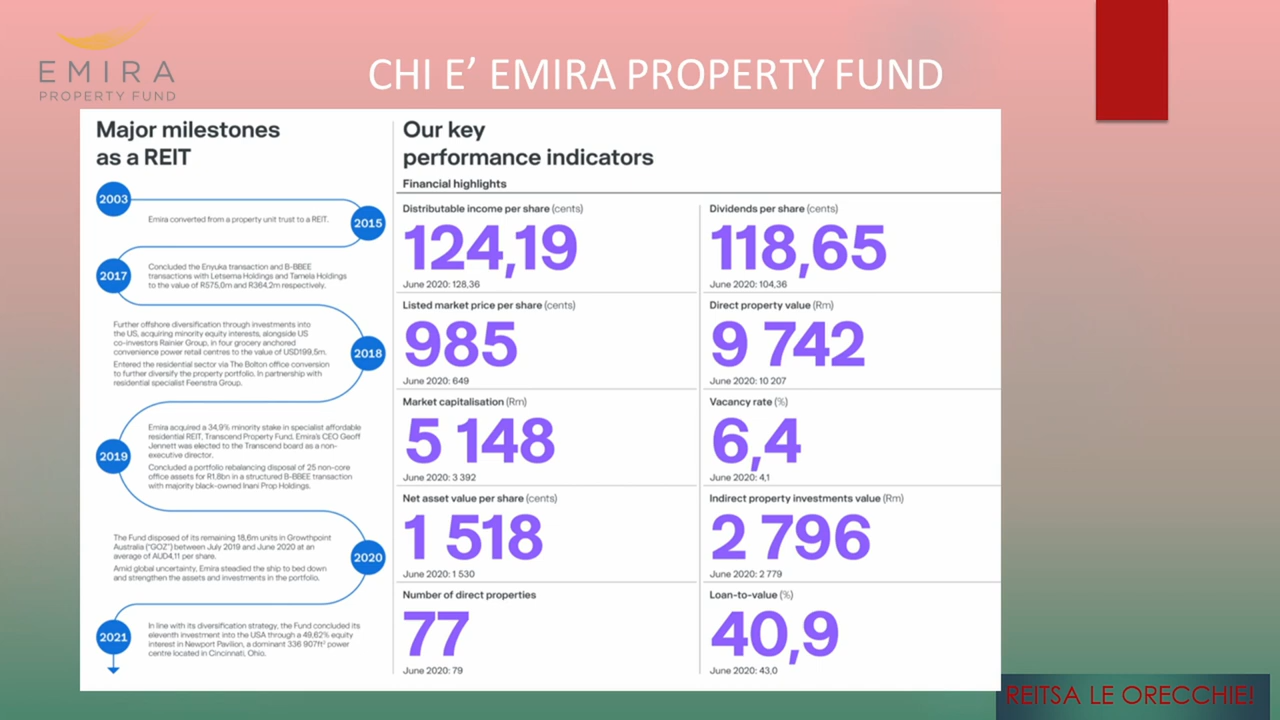 EMIRA
PROPERTY FUND
CHI E’ EMIRA PROPERTY FUND
Major milestones
as a REIT
2003
Emira converted from a property unit trust to a REIT.
2015
2017
Concluded the Enyuka transaction and B-BBEE
transactions with Letsema Holdings and Tamela Holdings
to the value of R575,0m and R364,2m respectively.
Further offshore diversification through investments into
the US, acquiring minority equity interests, alongside US
co-investors Rainier Group, in four grocery anchored
convenience power retail centres to the value of USD199,5m.
Entered the residential sector via The Bolton office conversion
to further diversify the property portfolio. In partnership with
residential specialist Feenstra Group.
2018
2019
Emira acquired a 34,9% minority stake in specialist affordable
residential REIT, Transcend Property Fund. Emira's CEO Geoff
Jennett was elected to the Transcend board as a non-
executive director.
Concluded a portfolio rebalancing disposal of 25 non-core
office assets for R1,8bn in a structured B-BBEE transaction
with majority black-owned Inani Prop Holdings.
The Fund disposed of its remaining 18,6m units in Growthpoint
Australia ("GOZ") between July 2019 and June 2020 at an
average of AUD4,11 per share.
Amid global uncertainty, Emira steadied the ship to bed down
and strengthen the assets and investments in the portfolio.
2020
2021
In line with its diversification strategy, the Fund concluded its
eleventh investment into the USA through a 49,62% equity
interest in Newport Pavilion, a dominant 336 907ft² power
centre located in Cincinnati, Ohio.
Our key
performance indicators
Financial highlights
Distributable income per share (cents)
124,19
June 2020: 128,36
Dividends per share (cents)
118,65
June 2020: 104,36
Listed market price per share (cents)
985
June 2020: 649
Direct property value (Rm)
9 742
June 2020: 10 207
Market capitalisation (Rm)
5 148
June 2020: 3 392
Vacancy rate (%)
6,4
June 2020: 4,1
Net asset value per share (cents)
1 518
June 2020: 1 530
Indirect property investments value (Rm)
2 796
June 2020: 2 779
Number of direct properties
77
June 2020: 79
Loan-to-value (%)
40,9
June 2020: 43,0
REITSA LE ORECCHIE!